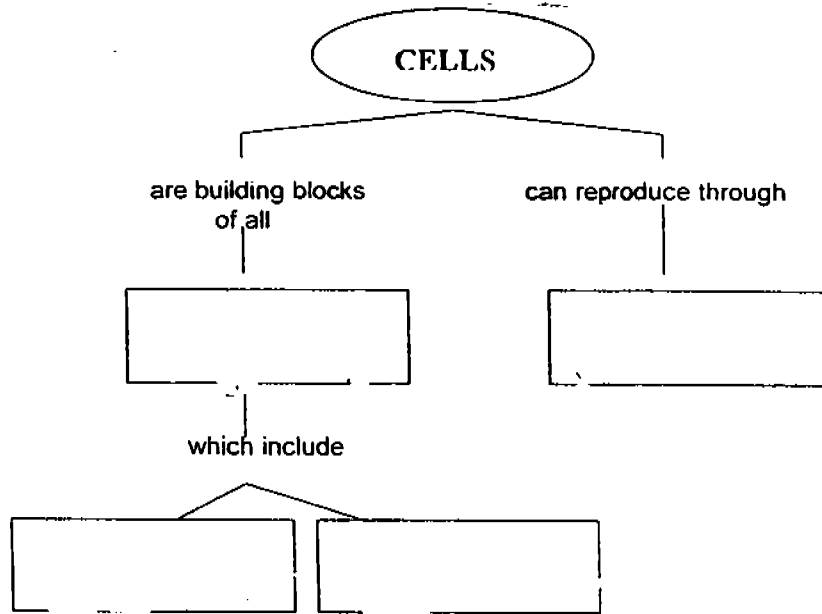 CELLS
are building blocks
of all
can reproduce through
which include